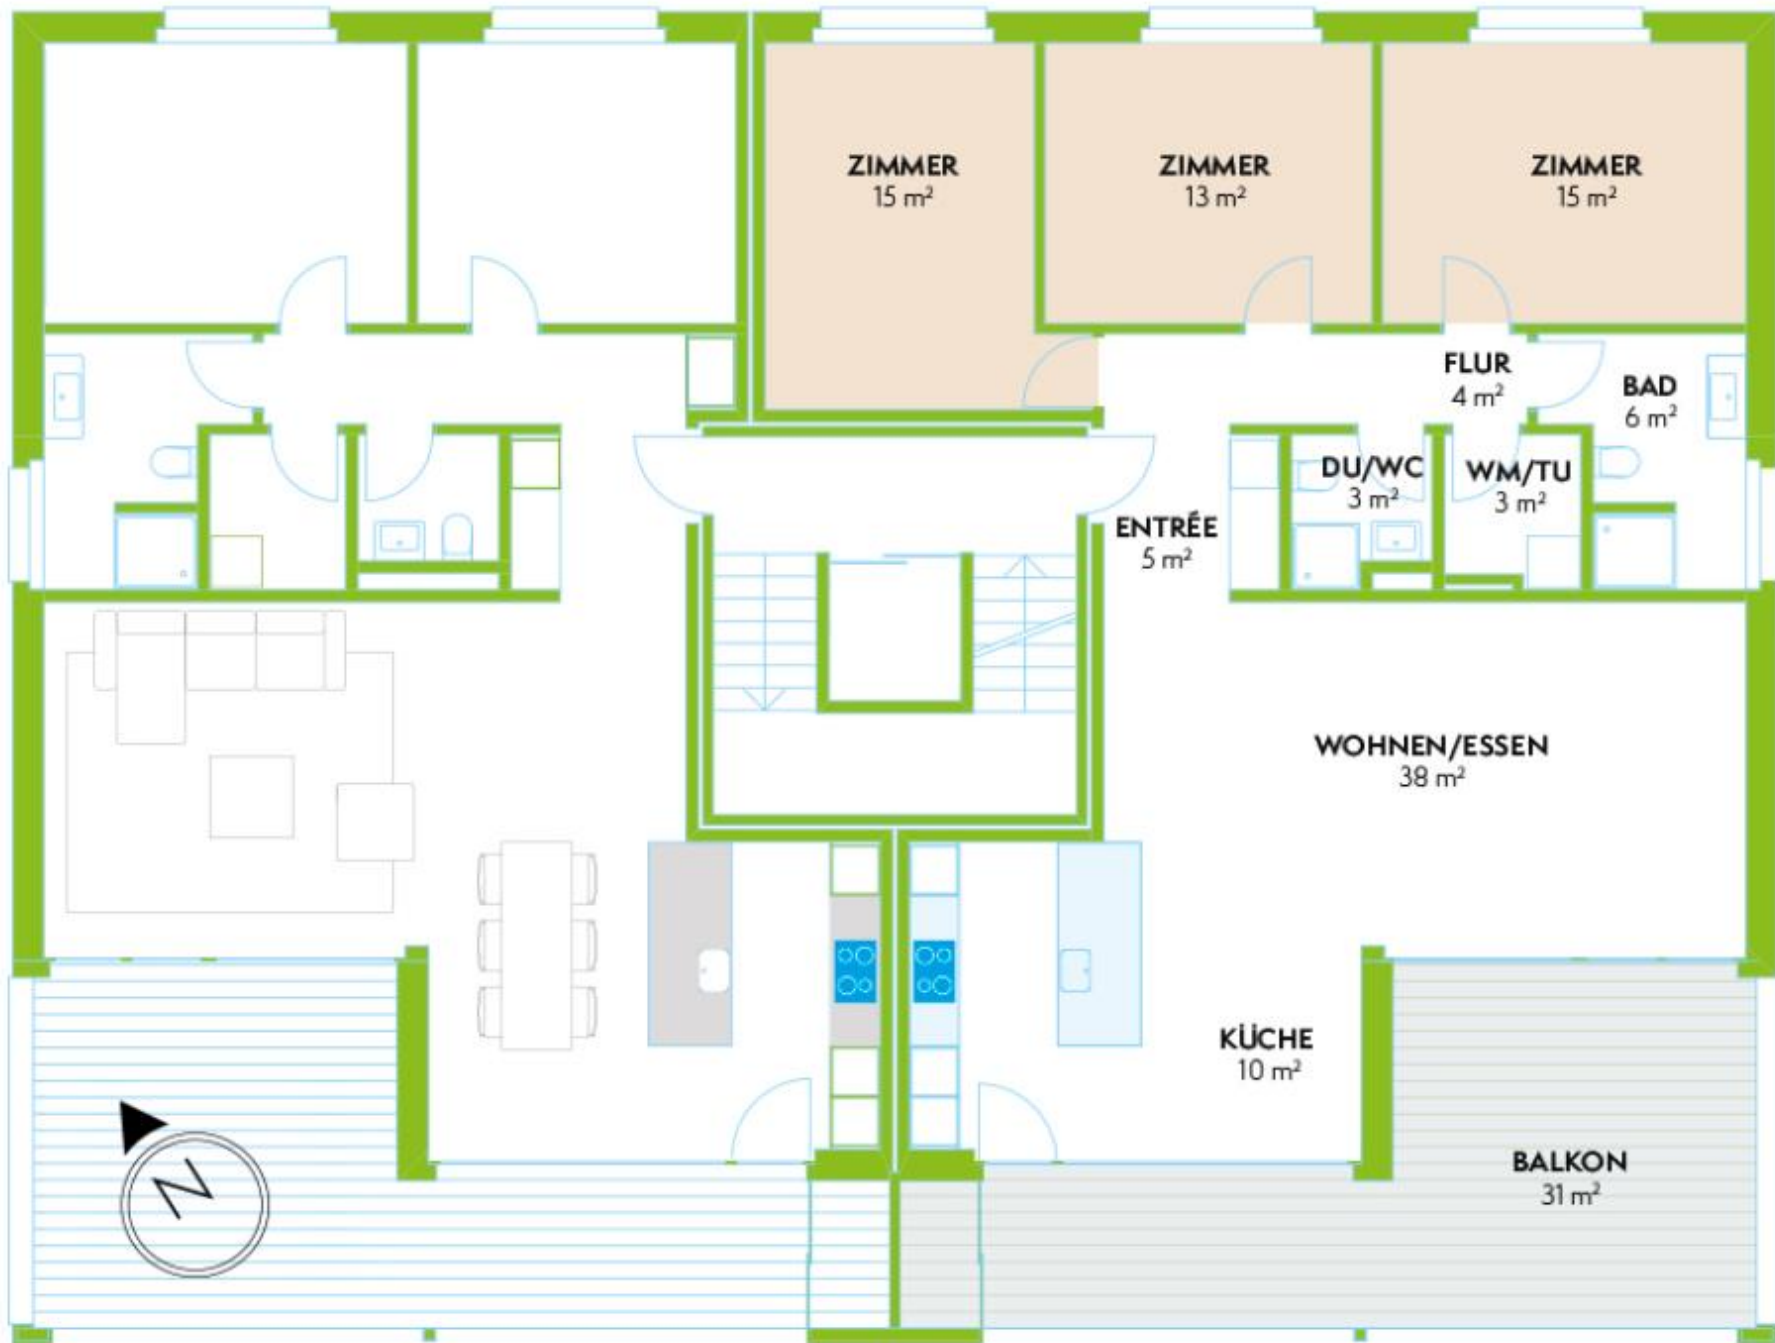 ZIMMER
15 m²
ZIMMER
13 m²
ZIMMER
15 m²
FLUR
4 m²
BAD
6 m²
DU/WC
3 m²
WM/TU
3 m²
ENTRÉE
5 m²
WOHNEN/ESSEN
38 m²
KÜCHE
10 m²
BALKON
31 m²
N